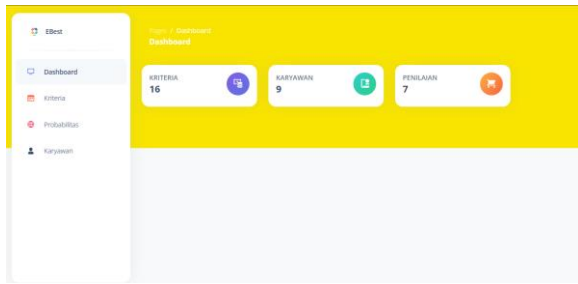 EBest
Dashboard
Kriteria
Probabilitas
Karyawan
Pages / Dashboard
Dashboard
KRITERIA
16
KARYAWAN
9
PENILAIAN
7